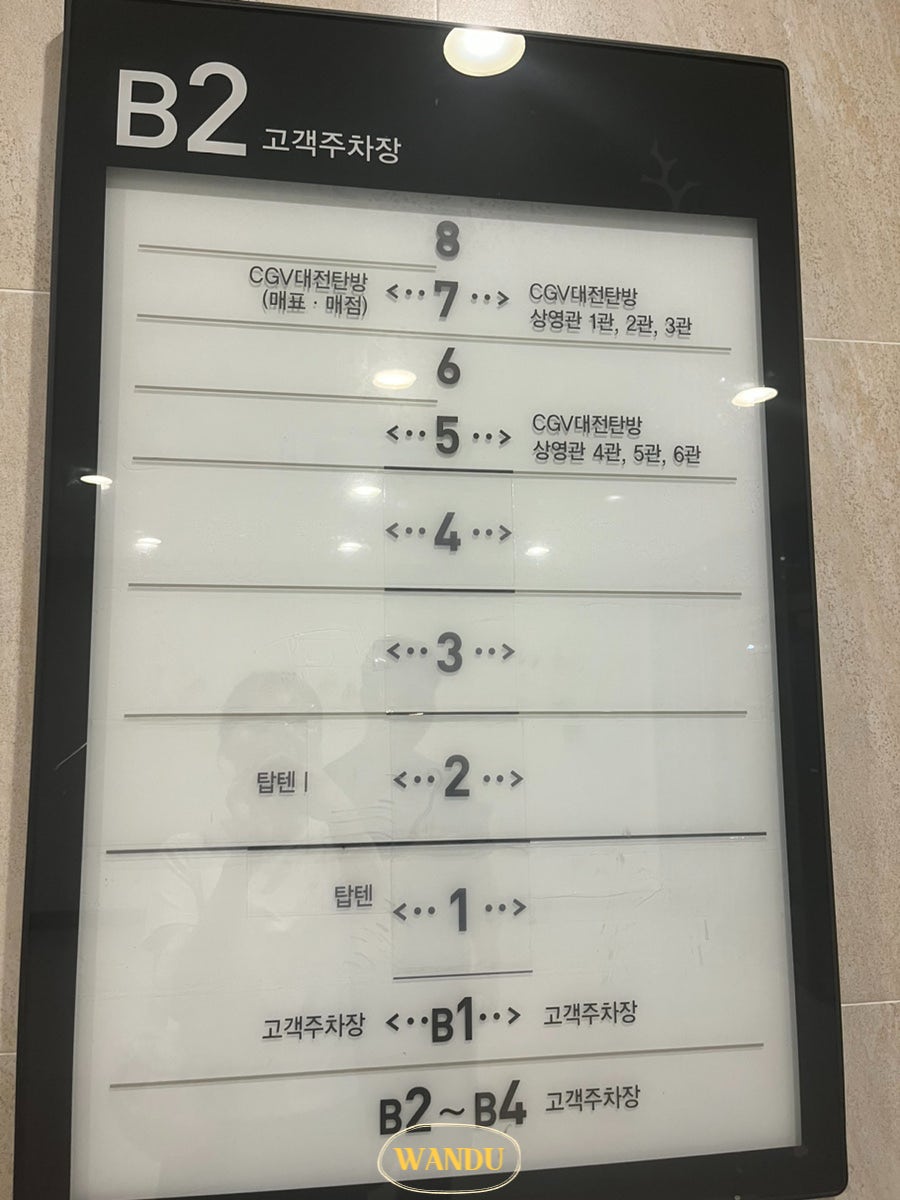 B2 고객주차장
8
CGV대전탄방
(매표 · 매점)
<·· 7 ··>
CGV대전탄방
상영관 1관, 2관, 3관
6
<·· 5 ··>
CGV대전탄방
상영관 4관, 5관, 6관
<·· 4 ··>
<·· 3 ··>
탑텐 | <·· 2 ··>
탑텐 <·· 1 ··>
고객주차장 <·· B1 ··> 고객주차장
B2 ~ B4 고객주차장
WANDU